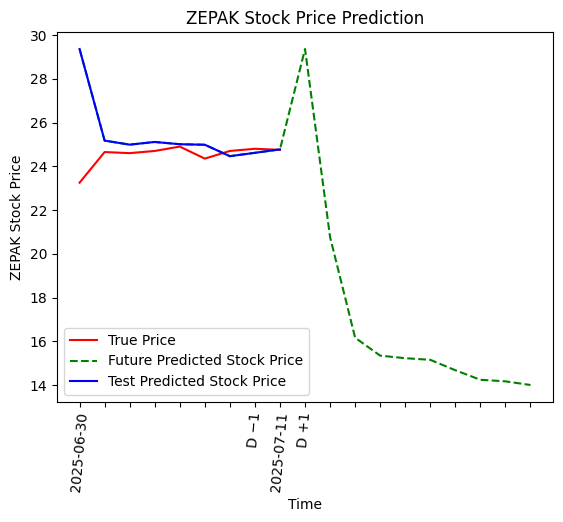 ZEPAK Stock Price Prediction
ZEPAK Stock Price
30
28
26
24
22
20
18
16
14
True Price
Future Predicted Stock Price
Test Predicted Stock Price
2025-06-30
D −1
2025-07-11
D +1
Time